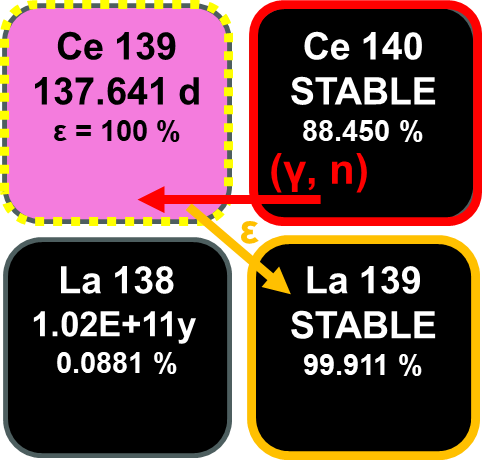 Ce 139
137.641 d
ε = 100 %
Ce 140
STABLE
88.450 %
(γ, n)
ε
La 138
1.02E+11y
0.0881 %
La 139
STABLE
99.911 %